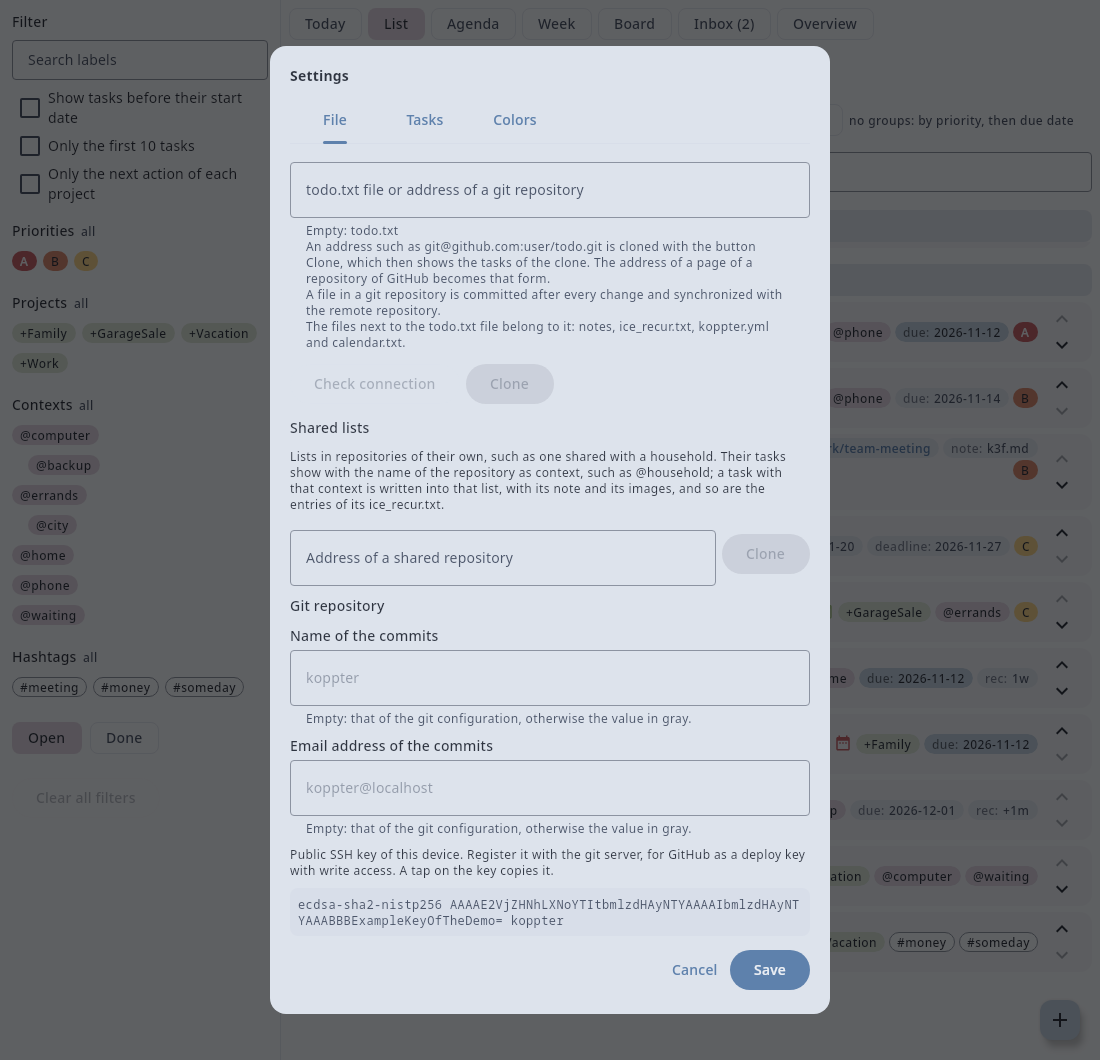 Filter
Search labels
Show tasks before their start
date
Only the first 10 tasks
Only the next action of each
project
Priorities all
A B C
Projects all
+Family +GarageSale +Vacation
+Work
Contexts all
@computer
@backup
@errands
@city
@home
@phone
@waiting
Hashtags all
#meeting #money #someday
Open Done
Clear all filters
Today List Agenda Week Board Inbox (2) Overview
Settings
File Tasks Colors
todo.txt file or address of a git repository
Empty: todo.txt
An address such as git@github.com:user/todo.git is cloned with the button
Clone, which then shows the tasks of the clone. The address of a page of a
repository of GitHub becomes that form.
A file in a git repository is committed after every change and synchronized with
the remote repository.
The files next to the todo.txt file belong to it: notes, ice_recur.txt, koppter.yml
and calendar.txt.
Check connection Clone
Shared lists
Lists in repositories of their own, such as one shared with a household. Their tasks
show with the name of the repository as context, such as @household; a task with
that context is written into that list, with its note and its images, and so are the
entries of its ice_recur.txt.
Address of a shared repository Clone
Git repository
Name of the commits
koppter
Empty: that of the git configuration, otherwise the value in gray.
Email address of the commits
koppter@localhost
Empty: that of the git configuration, otherwise the value in gray.
Public SSH key of this device. Register it with the git server, for GitHub as a deploy key
with write access. A tap on the key copies it.
ecdsa-sha2-nistp256 AAAAE2VjZHNhLXNoYTItbmlzdHAyNTYAAAAIbmlzdHAyNT
YAAABBBExampleKeyOfTheDemo= koppter
Cancel Save
no groups: by priority, then due date
@phone due: 2026-11-12 A
@phone due: 2026-11-14 B
/team-meeting note: k3f.md
B
1-20 deadline: 2026-11-27 C
+GarageSale @errands C
me due: 2026-11-12 rec: 1w
+Family due: 2026-11-12
p due: 2026-12-01 rec: +1m
ation @computer @waiting
acation #money #someday